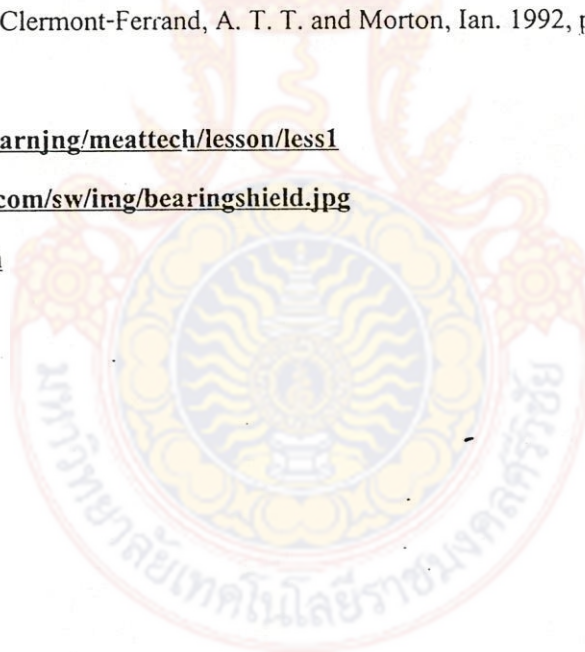 Clermont-Ferrand, A. T. T. and Morton, Ian. 1992,
arnjng/meattech/lesson/less1
com/sw/img/bearingshield.jpg
มหาวิทยาลัยเทคโนโลยีราชมงคลศรีวิชัย